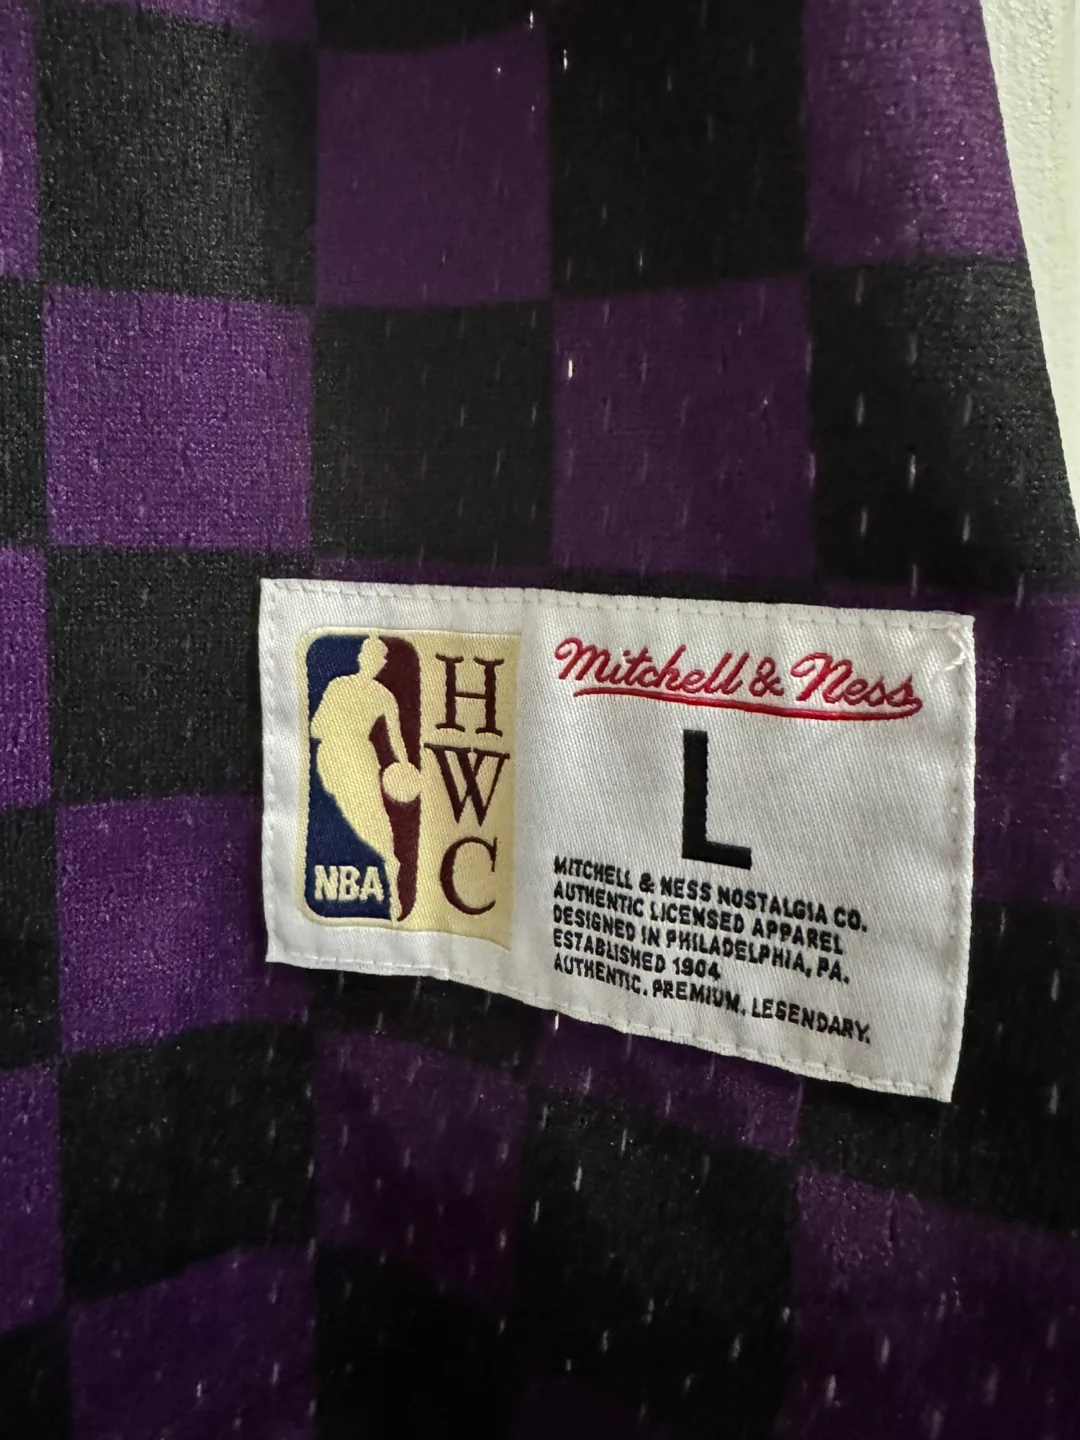 NBA
H
W
C
Mitchell & Ness
L
MITCHELL & NESS NOSTALGIA CO.
AUTHENTIC LICENSED APPAREL
DESIGNED IN PHILADELPHIA, PA.
ESTABLISHED 1904
AUTHENTIC. PREMIUM. LEGENDARY.